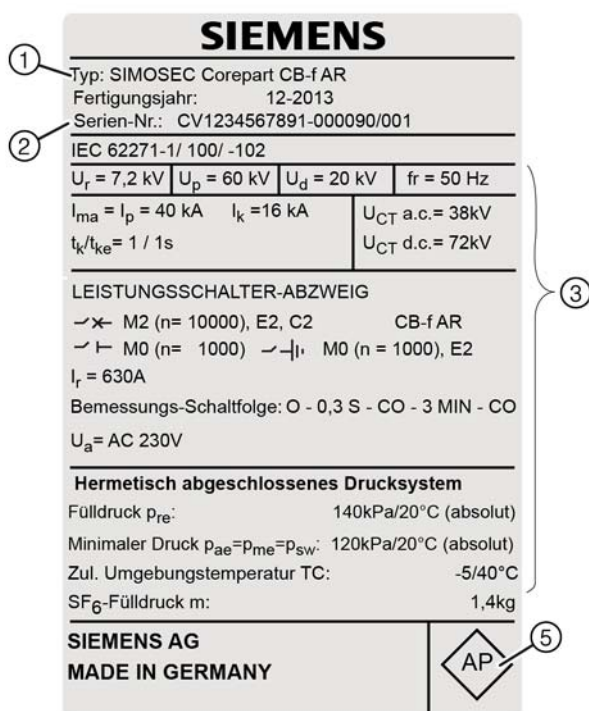 SIEMENS
① Typ: SIMOSEC Corepart CB-f AR
Fertigungsjahr: 12-2013
② Serien-Nr.: CV1234567891-000090/001
IEC 62271-1/ 100/ -102
Ur = 7,2 kV Up = 60 kV Ud = 20 kV fr = 50 Hz
Ima = Ip = 40 kA Ik =16 kA UCT a.c.= 38kV
tk/tke= 1 / 1s UCT d.c.= 72kV
③
LEISTUNGSSCHALTER-ABZWEIG
M2 (n= 10000), E2, C2 CB-f AR
M0 (n= 1000) M0 (n = 1000), E2
Ir = 630A
Bemessungs-Schaltfolge: O - 0,3 S - CO - 3 MIN - CO
Ua= AC 230V
Hermetisch abgeschlossenes Drucksystem
Fülldruck pre: 140kPa/20°C (absolut)
Minimaler Druck pae=pme=psw: 120kPa/20°C (absolut)
Zul. Umgebungstemperatur TC: -5/40°C
SF6-Fülldruck m: 1,4kg
SIEMENS AG
MADE IN GERMANY
AP ⑤